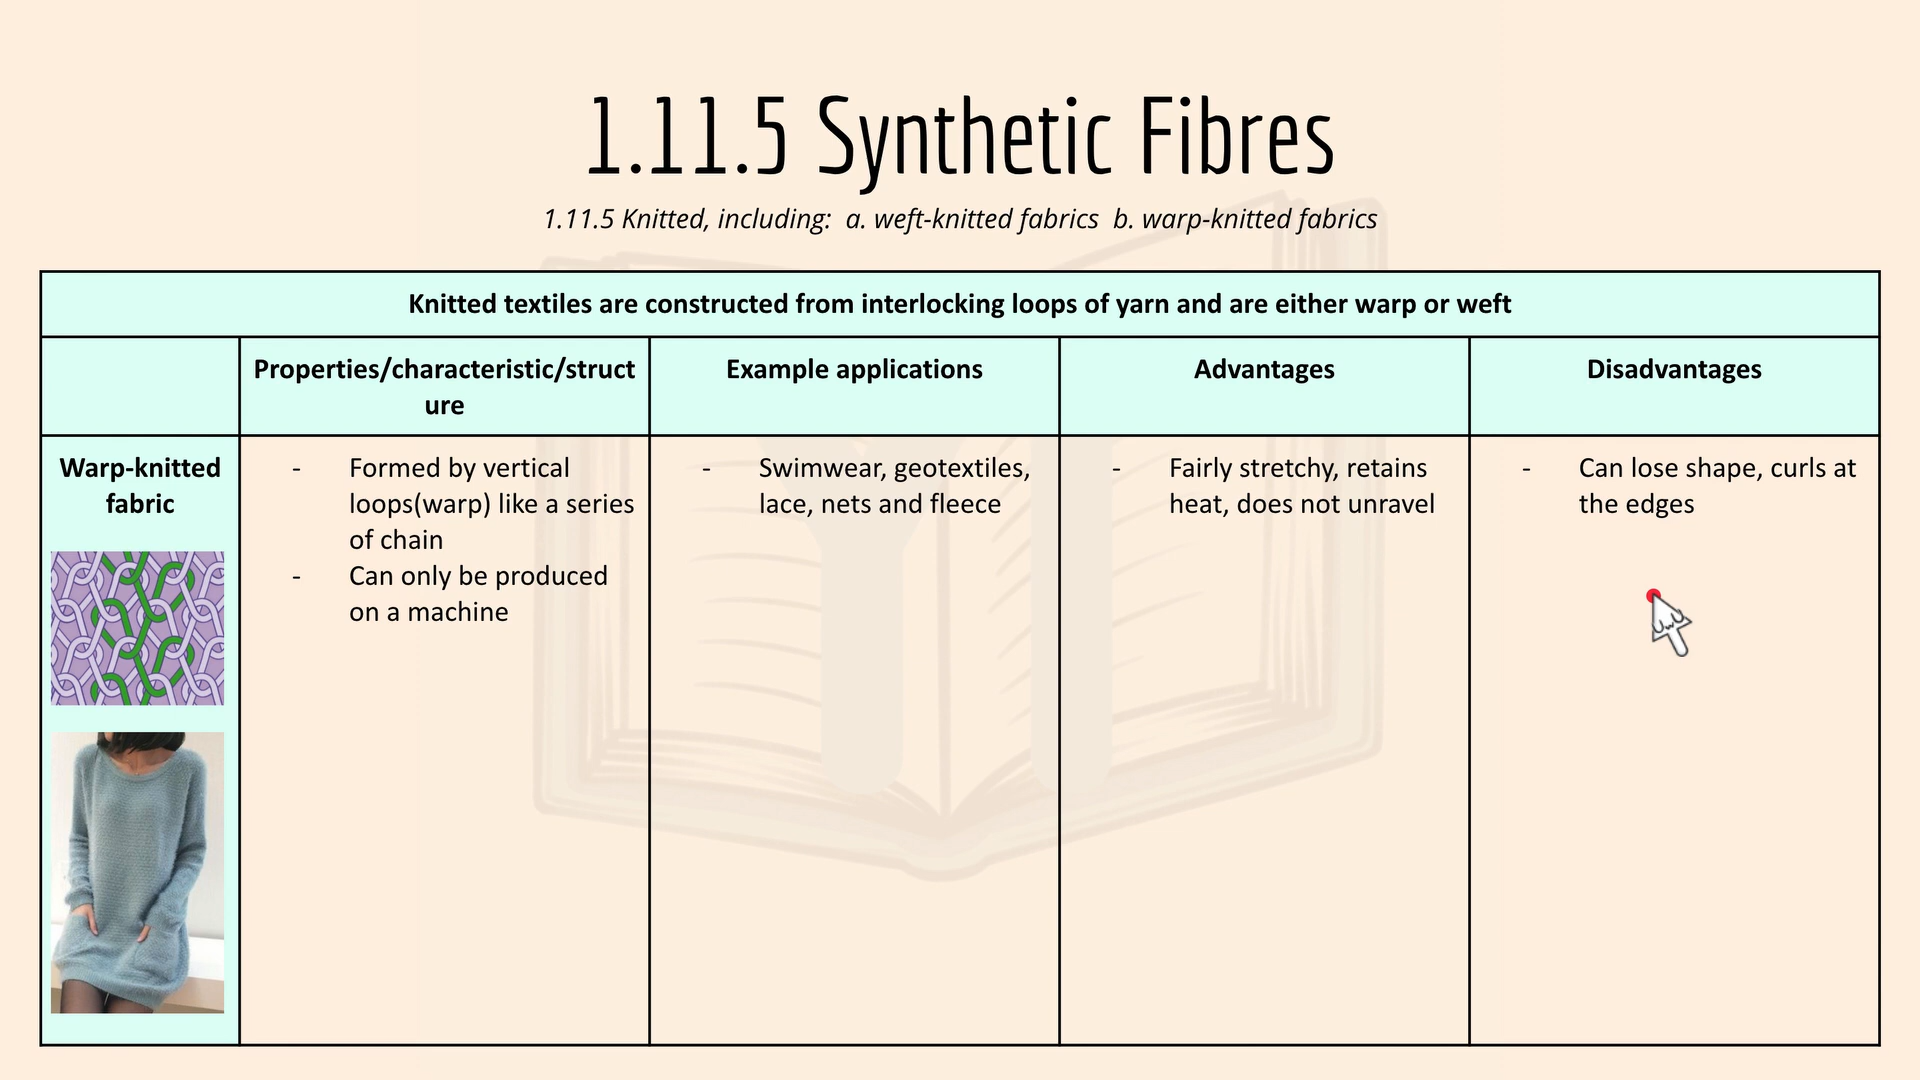 1.11.5 Synthetic Fibres
1.11.5 Knitted, including: a. weft-knitted fabrics b. warp-knitted fabrics
Knitted textiles are constructed from interlocking loops of yarn and are either warp or weft
Properties/characteristic/struct
ure
Example applications
Advantages
Disadvantages
Warp-knitted
fabric
- Formed by vertical
loops(warp) like a series
of chain
- Can only be produced
on a machine
- Swimwear, geotextiles,
lace, nets and fleece
- Fairly stretchy, retains
heat, does not unravel
- Can lose shape, curls at
the edges